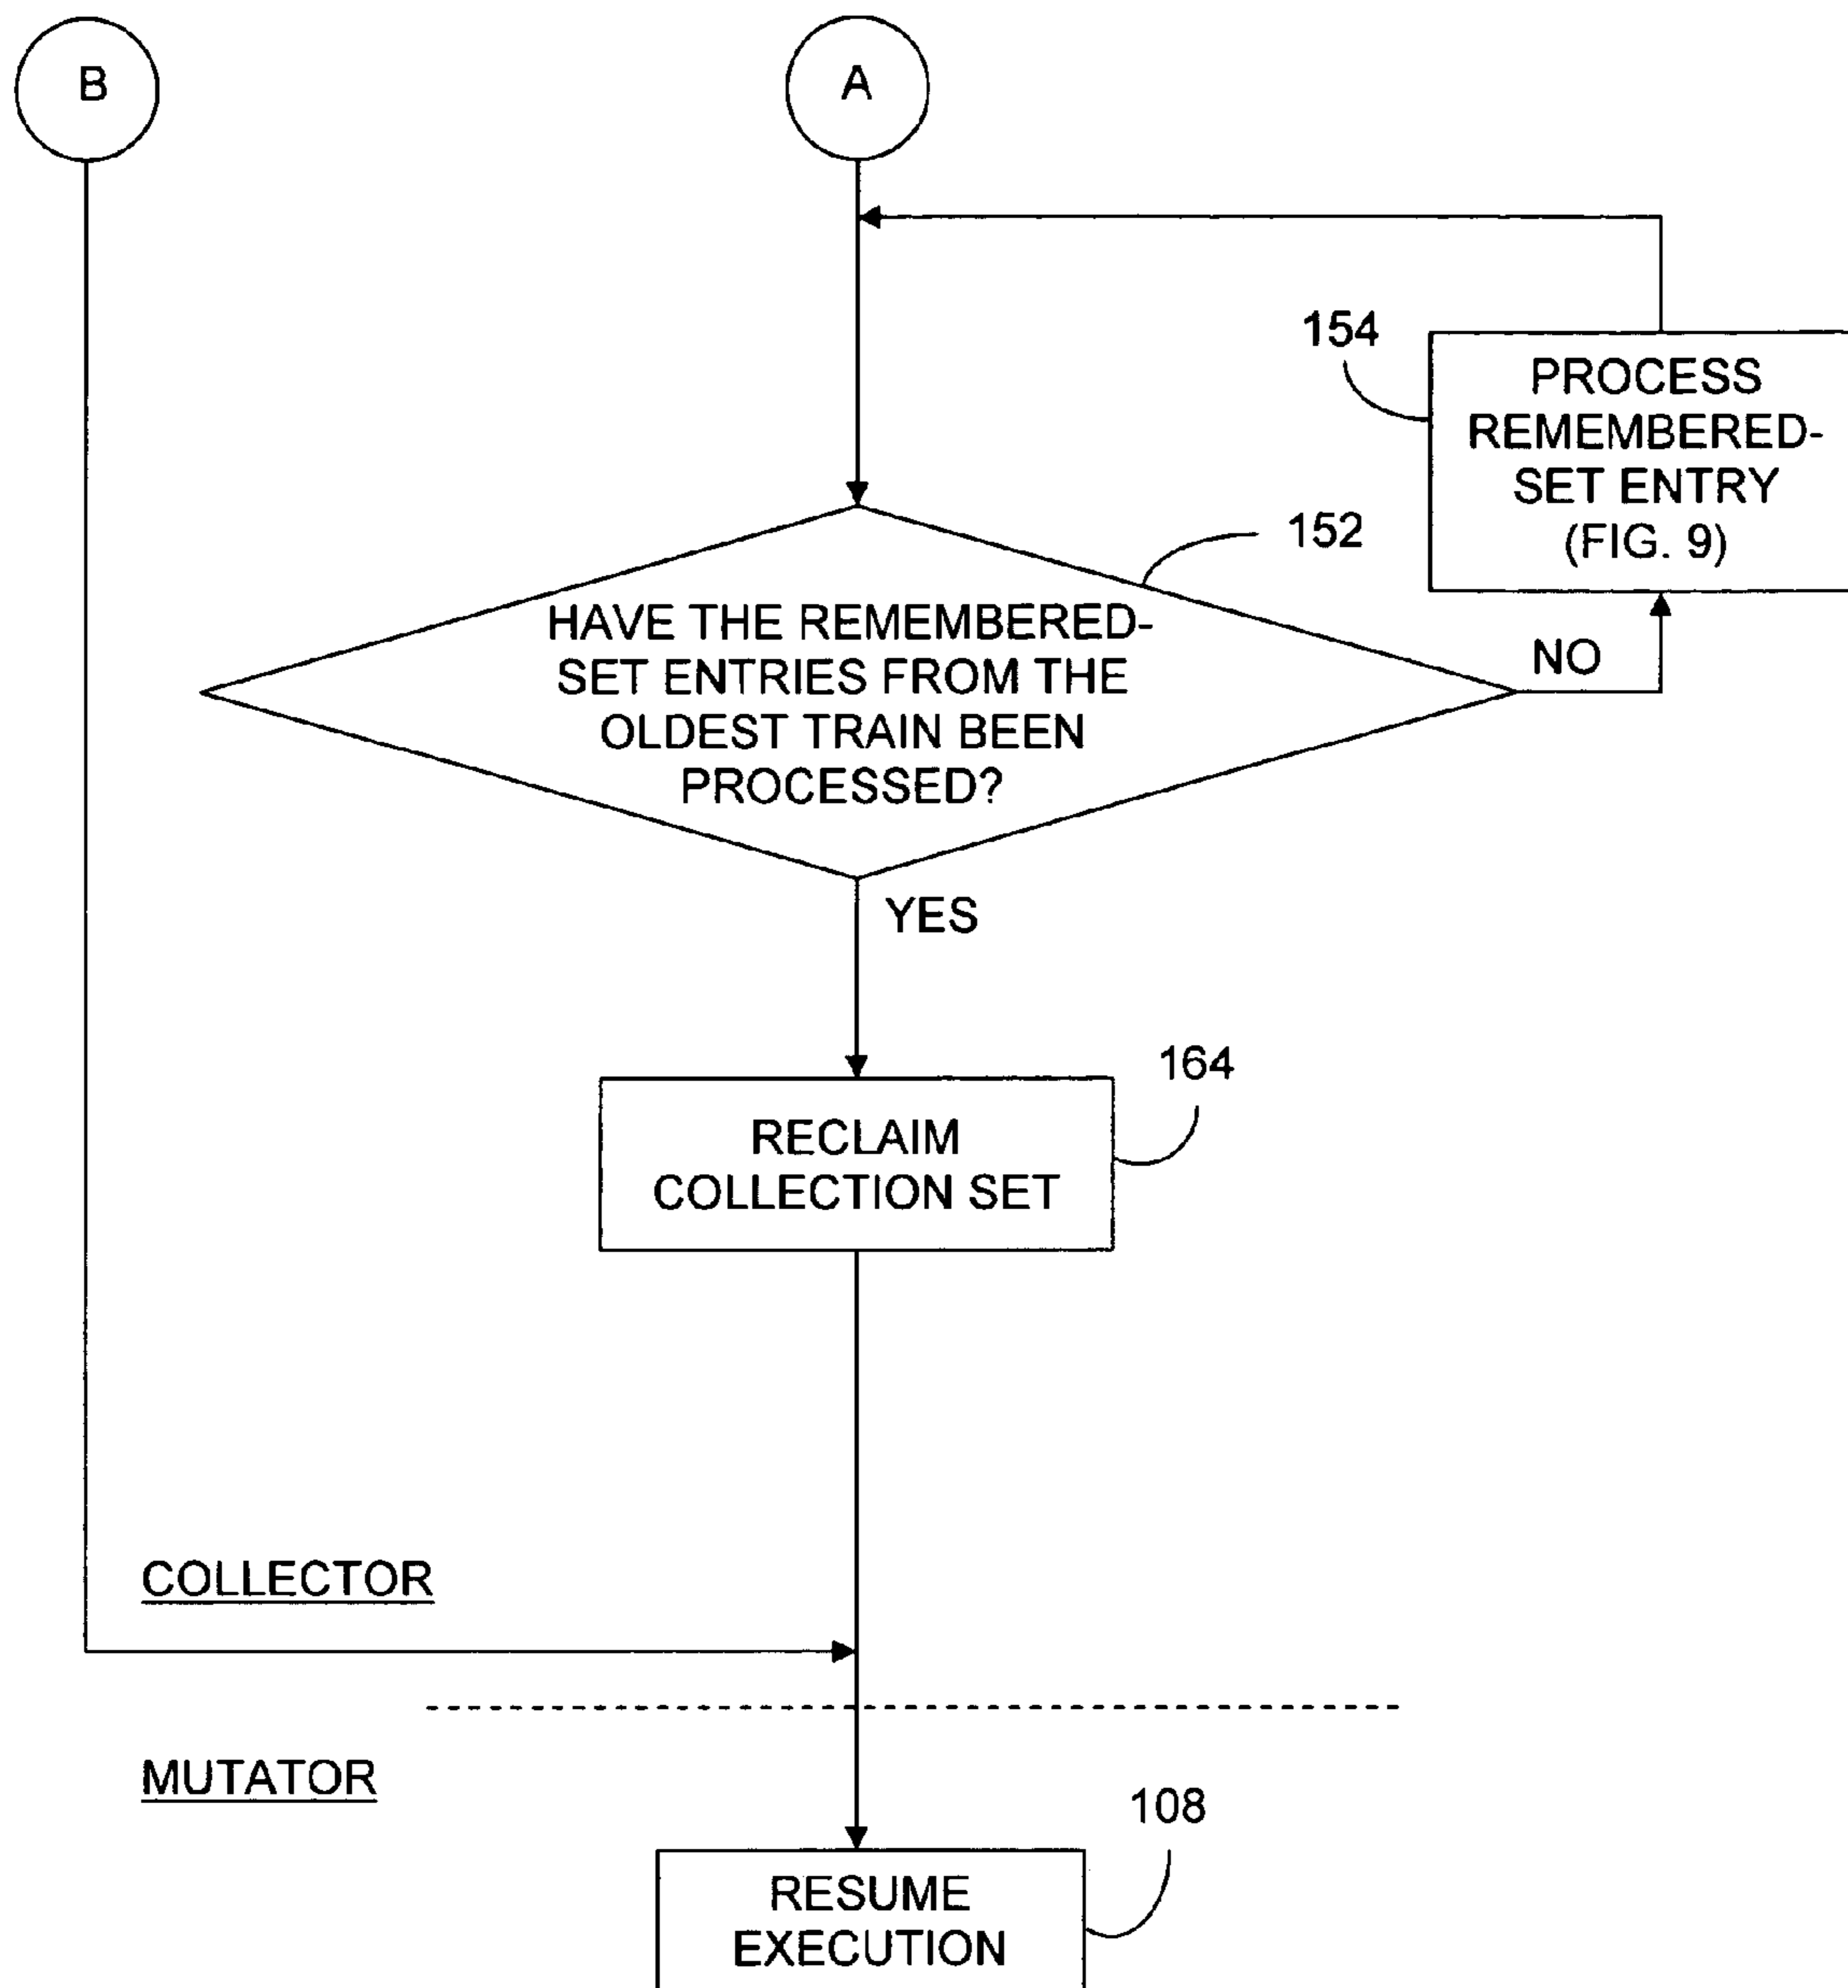 B
A
154
PROCESS
REMEMBERED-
SET ENTRY
(FIG. 9)
152
HAVE THE REMEMBERED-
SET ENTRIES FROM THE
OLDEST TRAIN BEEN
PROCESSED?
NO
YES
164
RECLAIM
COLLECTION SET
COLLECTOR
MUTATOR
108
RESUME
EXECUTION